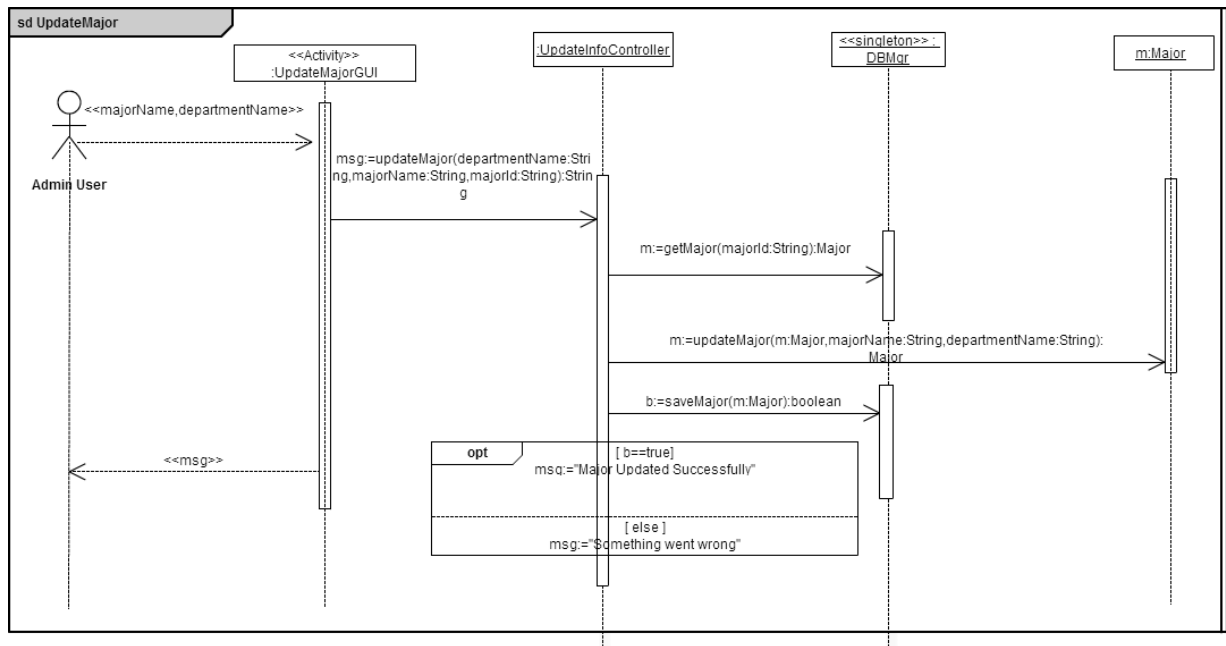 sd UpdateMajor
<<Activity>>
:UpdateMajorGUI
:UpdateInfoController
<<singleton>> :
DBMgr
m:Major
<<majorName,departmentName>>
Admin User
msg:=updateMajor(departmentName:Stri
ng,majorName:String,majorId:String):Strin
g
m:=getMajor(majorId:String):Major
m:=updateMajor(m:Major,majorName:String,departmentName:String):
Major
b:=saveMajor(m:Major):boolean
opt
[ b==true]
msg:="Major Updated Successfully"
<<msg>>
[ else ]
msg:="Something went wrong"